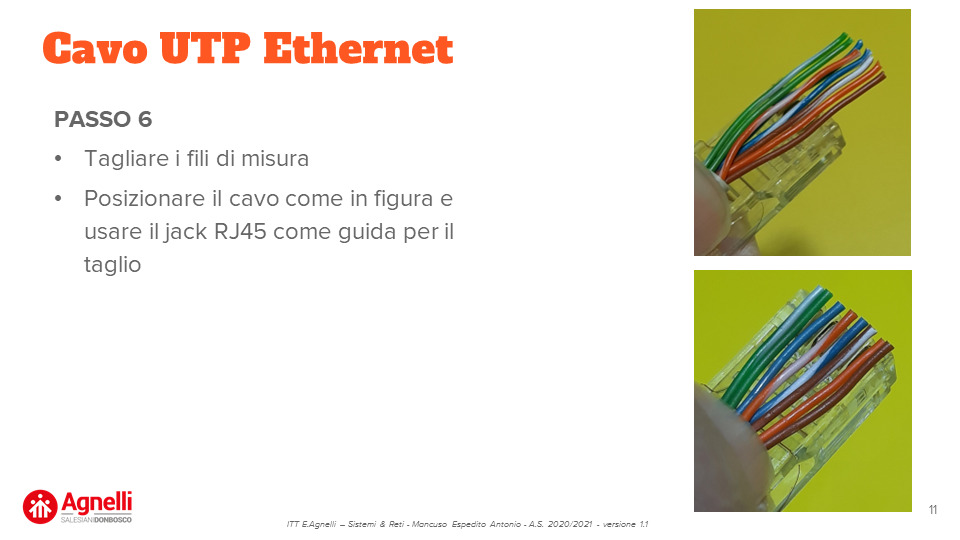 Cavo UTP Ethernet
PASSO 6
• Tagliare i fili di misura
• Posizionare il cavo come in figura e
usare il jack RJ45 come guida per il
taglio
Agnelli
SALESIANIDONBOSCO
ITT E.Agnelli – Sistemi & Reti - Mancuso Espedito Antonio - A.S. 2020/2021 - versione 1.1
11